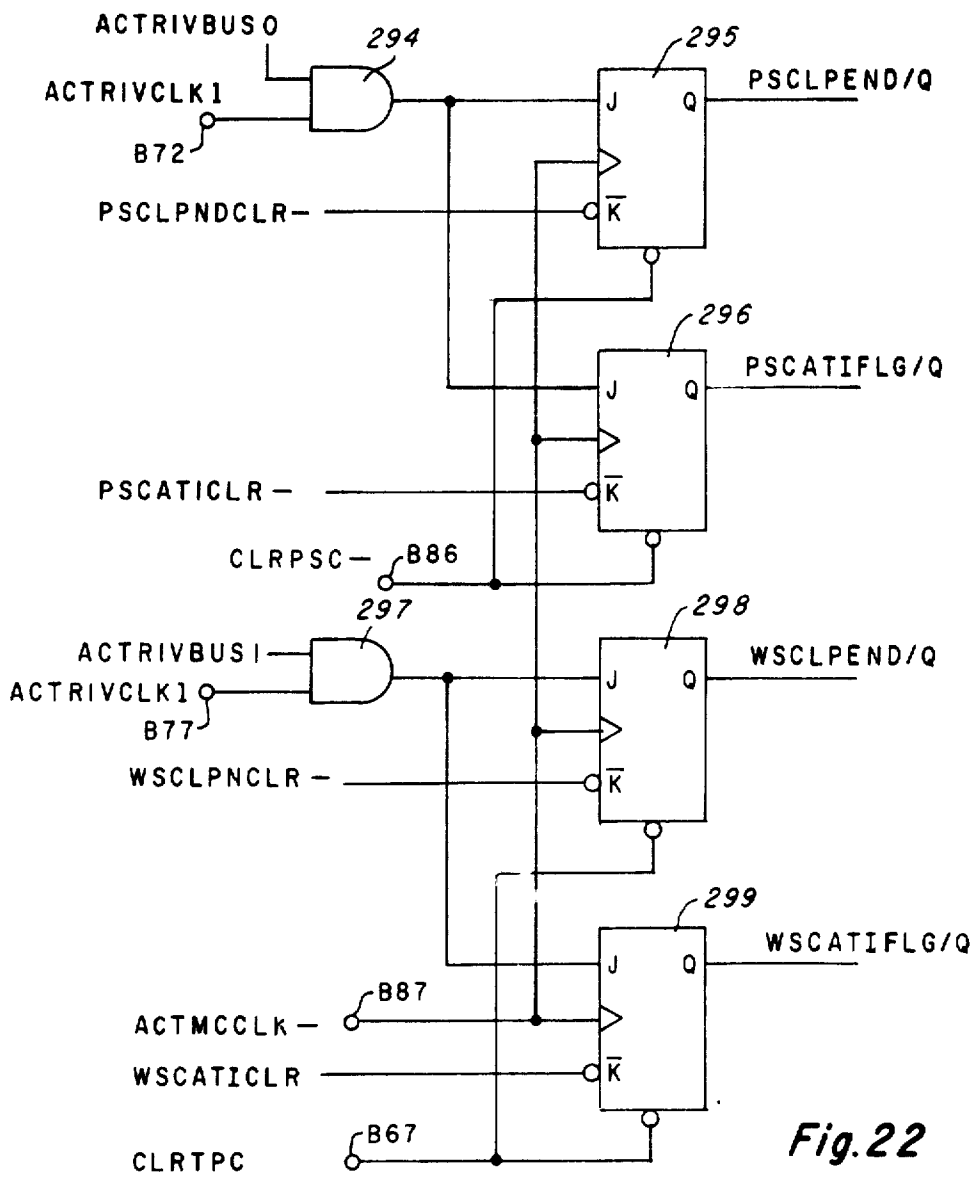 ACTRIVBUS0
294
295
PSCLPEND/Q
ACTRIVCLK1
J Q
B72
PSCLPNDCLR-
K̅
296
PSCATIFLG/Q
J Q
PSCATICLR-
K̅
CLRPSC-
B86
297
298
ACTRIVBUS1
WSCLPEND/Q
J Q
ACTRIVCLK1
B77
WSCLPNCLR-
K̅
299
WSCATIFLG/Q
J Q
B87
ACTMCCLK-
WSCATICLR
K̅
B67
CLRTPC
Fig.22